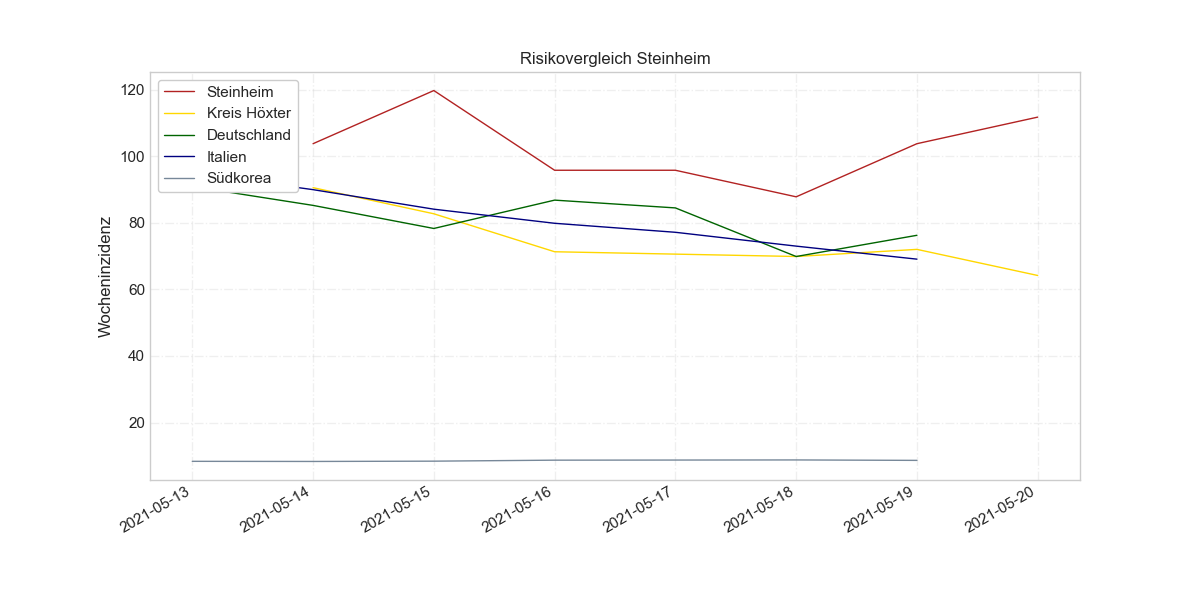 Risikovergleich Steinheim
Steinheim
Kreis Höxter
Deutschland
Italien
Südkorea
Wocheninzidenz
120
100
80
60
40
20
2021-05-13
2021-05-14
2021-05-15
2021-05-16
2021-05-17
2021-05-18
2021-05-19
2021-05-20